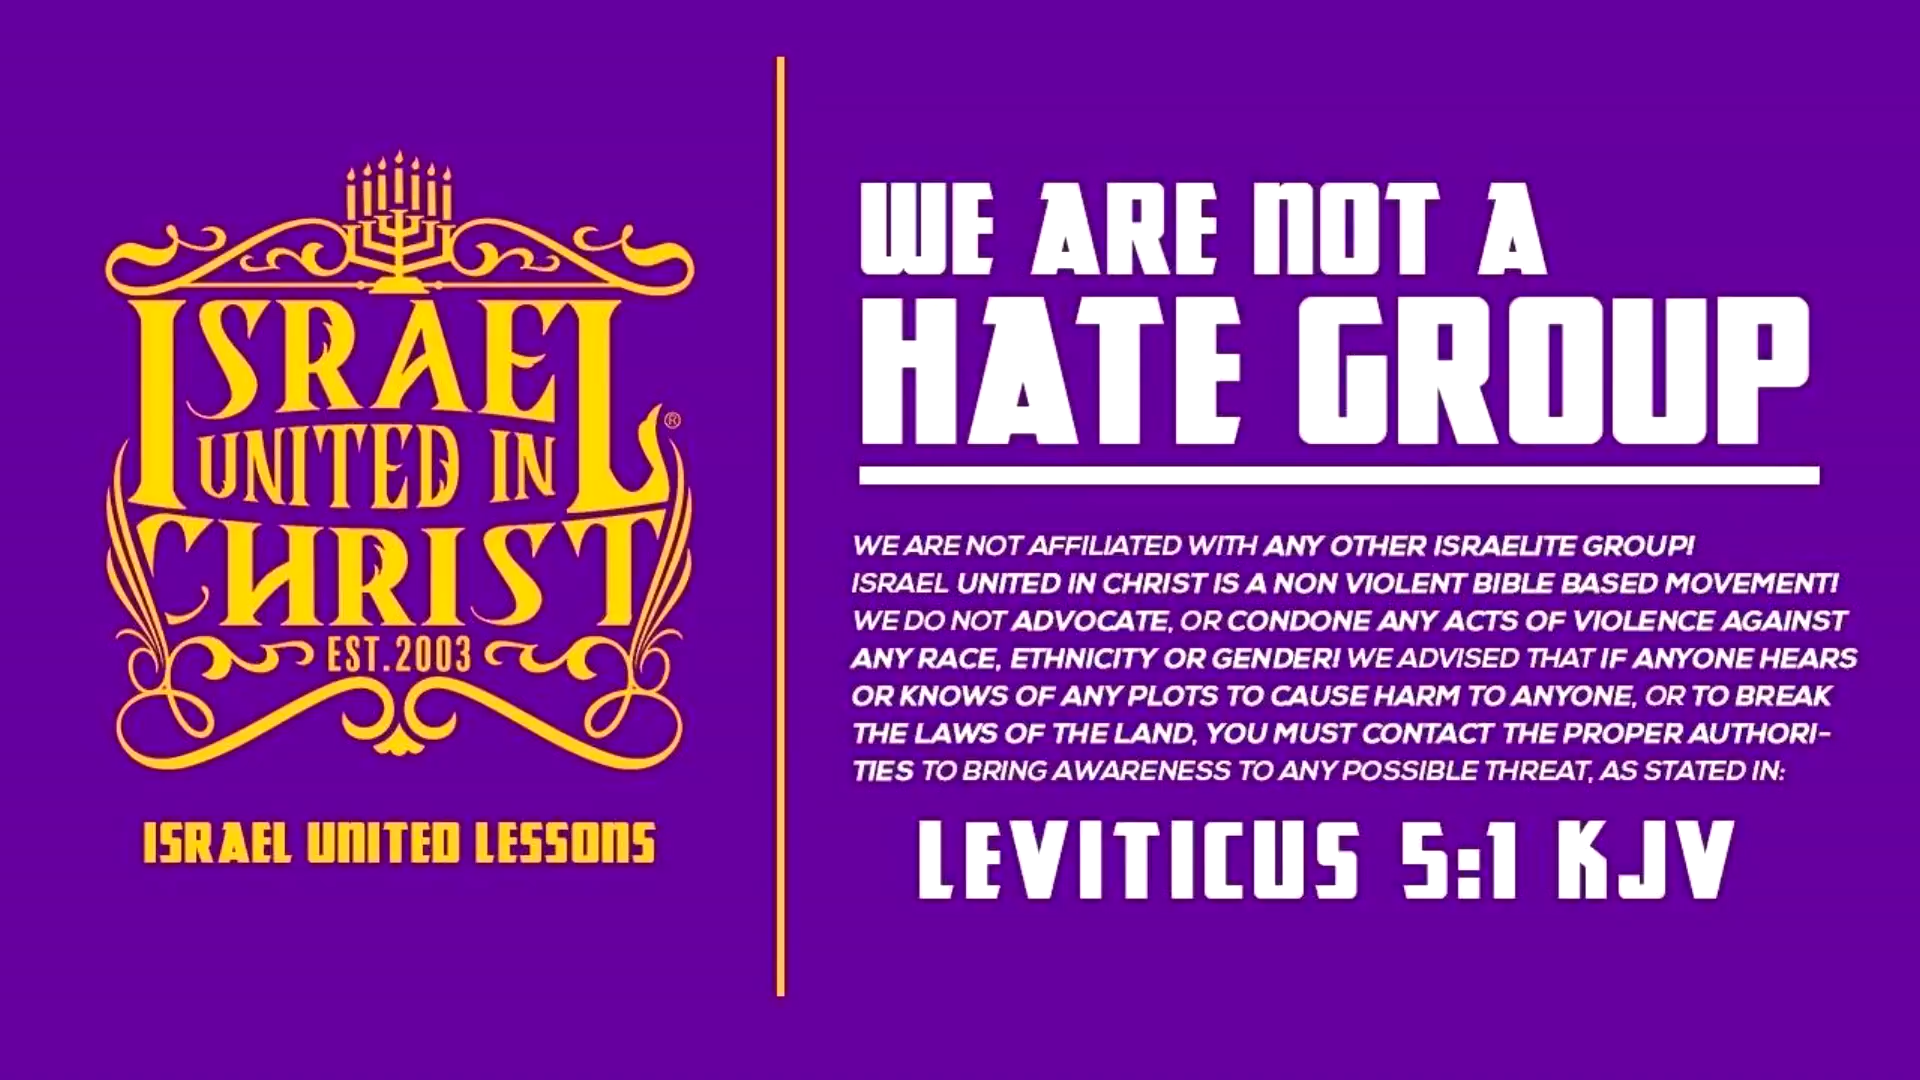 ISRAEL
UNITED IN
CHRIST
®
EST.2003
ISRAEL UNITED LESSONS
WE ARE NOT A
HATE GROUP
WE ARE NOT AFFILIATED WITH ANY OTHER ISRAELITE GROUP!
ISRAEL UNITED IN CHRIST IS A NON VIOLENT BIBLE BASED MOVEMENT!
WE DO NOT ADVOCATE, OR CONDONE ANY ACTS OF VIOLENCE AGAINST
ANY RACE, ETHNICITY OR GENDER! WE ADVISED THAT IF ANYONE HEARS
OR KNOWS OF ANY PLOTS TO CAUSE HARM TO ANYONE, OR TO BREAK
THE LAWS OF THE LAND, YOU MUST CONTACT THE PROPER AUTHORI-
TIES TO BRING AWARENESS TO ANY POSSIBLE THREAT, AS STATED IN:
LEVITICUS 5:1 KJV